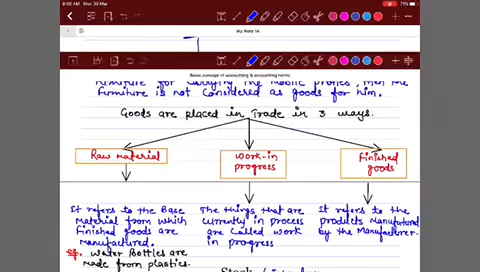 9:00 AM Mon 30 Mar
71%
My Note 14
Basic concept of accounting & accounting terms
Furniture for carrying the Mobile
then the
furniture is not considered as goods for him.
Goods are placed in Trade in 3 ways.
Raw material
Work-in
progress
Finished
goods
It refers to the Base
Material from which
Finished goods are
Manufactured.
eg. Water Bottles are
made from plastics.
The things that are
currently in process
are called work
in progress
It refers to the
products Manufactured
by the Manufacturer
Stock